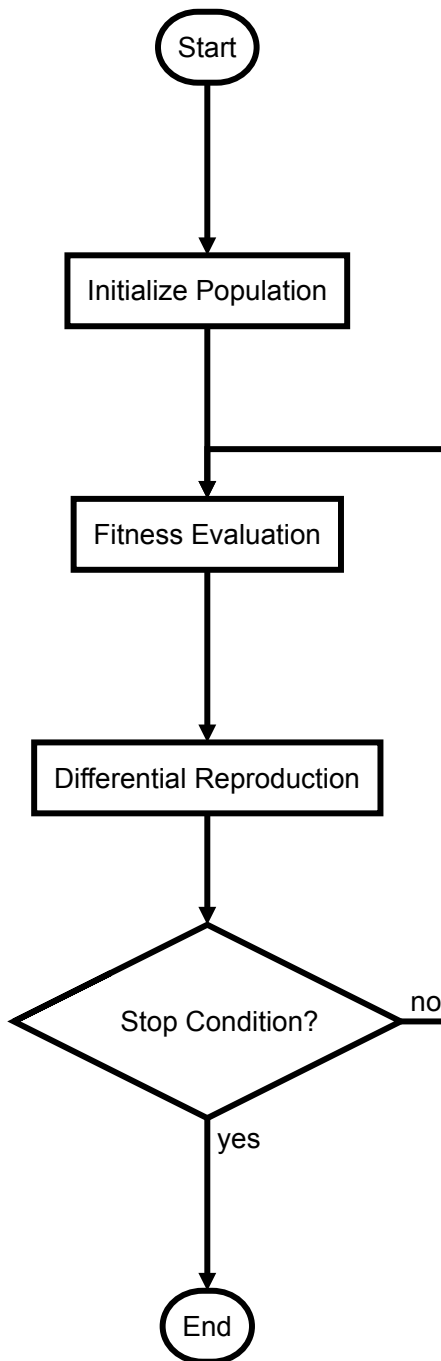 Start
Initialize Population
Fitness Evaluation
Differential Reproduction
Stop Condition?
no
yes
End